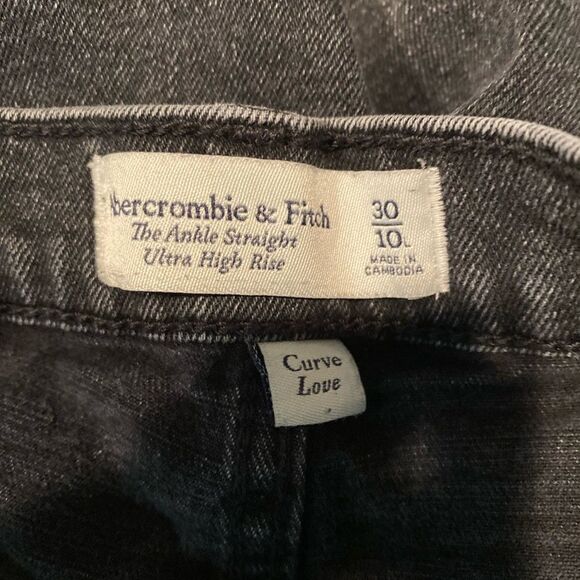 Abercrombie & Fitch
The Ankle Straight
Ultra High Rise
30
10L
MADE IN
CAMBODIA
Curve
Love